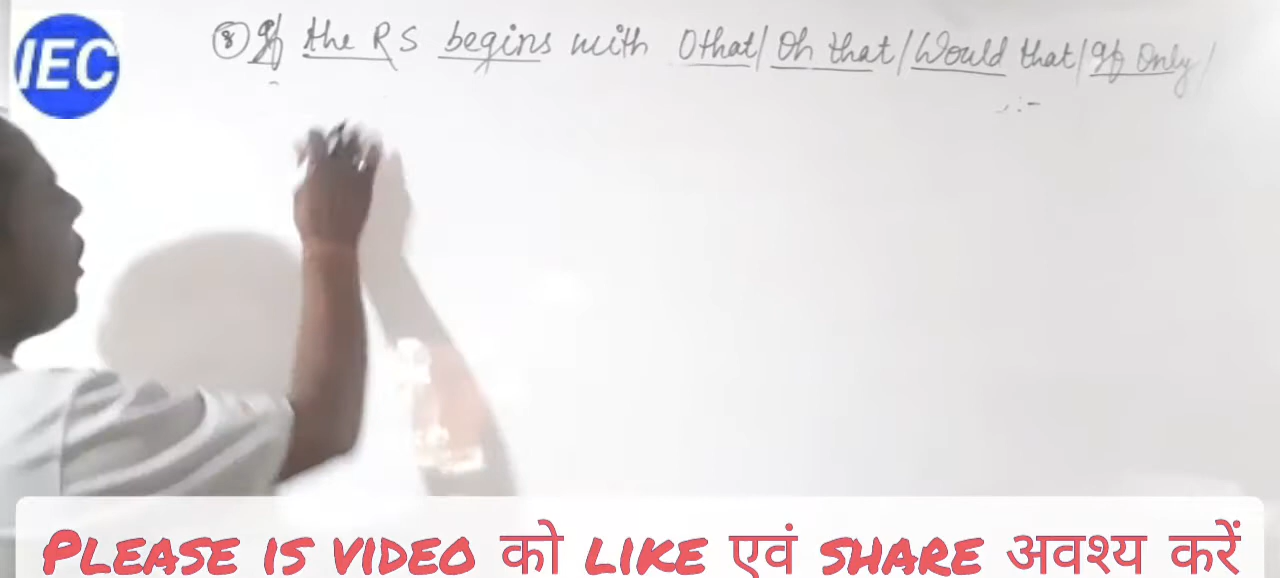 IEC
⑧ If the RS begins with O that/ Oh that/ Would that/ If Only/
:-
PLEASE IS VIDEO को LIKE एवं SHARE अवश्य करें